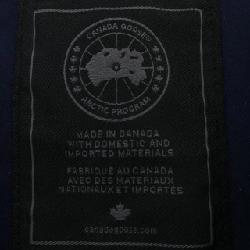 CANADA GOOSE®
ARCTIC PROGRAM
MADE IN CANADA
WITH DOMESTIC AND
IMPORTED MATERIALS
FABRIQUÉ AU CANADA
AVEC DES MATERIAUX
NATIONAUX ET IMPORTÉS
canadagoose.com